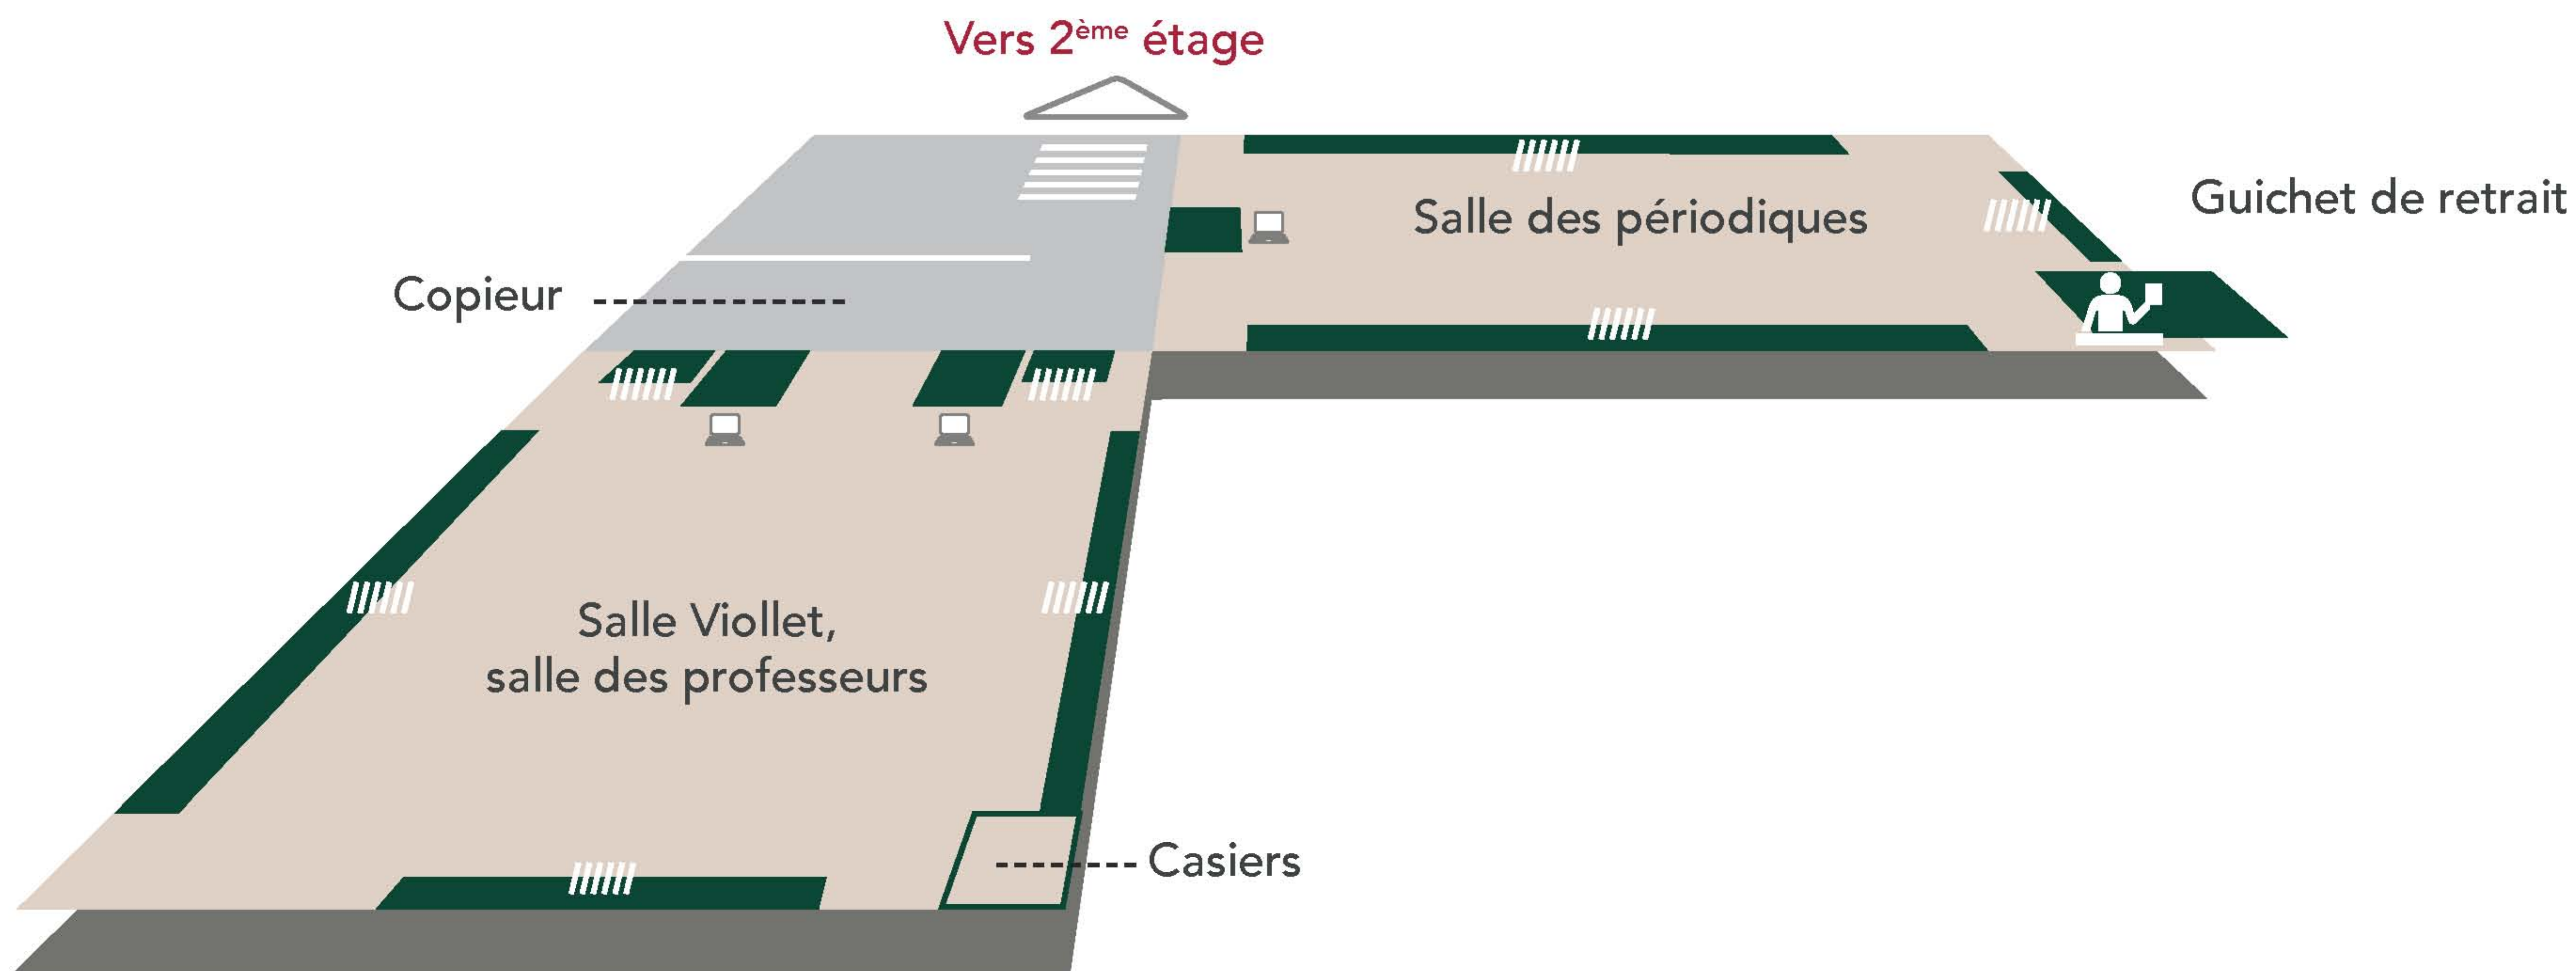 Vers 2ème étage
Guichet de retrait
Salle des périodiques
Copieur
Salle Viollet,
salle des professeurs
Casiers